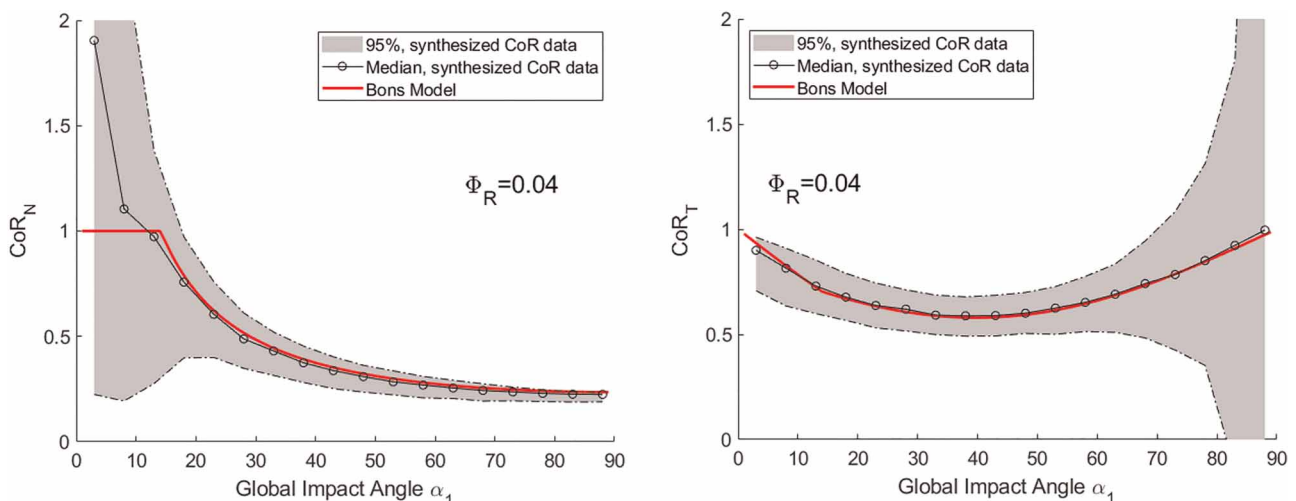 2
1.5
1
0.5
0
CoR_N
95%, synthesized CoR data
Median, synthesized CoR data
Bons Model
Φ_R=0.04
0 10 20 30 40 50 60 70 80 90
Global Impact Angle α_1
2
1.5
1
0.5
0
CoR_T
95%, synthesized CoR data
Median, synthesized CoR data
Bons Model
Φ_R=0.04
0 10 20 30 40 50 60 70 80 90
Global Impact Angle α_1